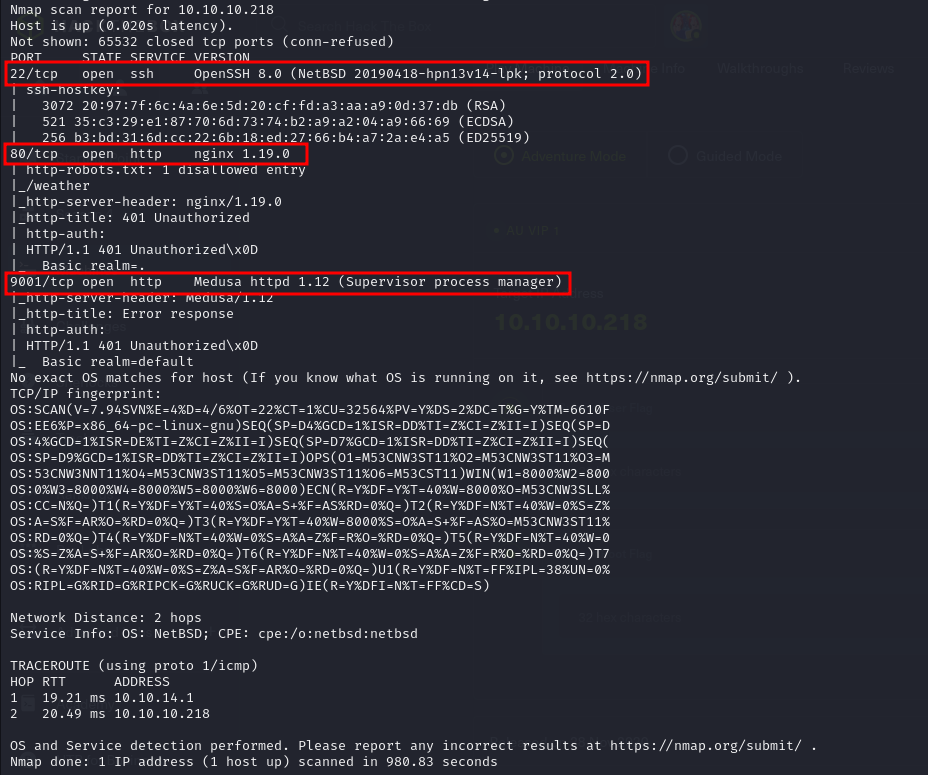 Nmap scan report for 10.10.10.218
Host is up (0.020s latency).
Not shown: 65532 closed tcp ports (conn-refused)
PORT     STATE SERVICE VERSION
22/tcp   open  ssh     OpenSSH 8.0 (NetBSD 20190418-hpn13v14-lpk; protocol 2.0)
| ssh-hostkey:
|   3072 20:97:7f:6c:4a:6e:5d:20:cf:fd:a3:aa:a9:0d:37:db (RSA)
|   521 35:c3:29:e1:87:70:6d:73:74:b2:a9:a2:04:a9:66:69 (ECDSA)
|_  256 b3:bd:31:6d:cc:22:6b:18:ed:27:66:b4:a7:2a:e4:a5 (ED25519)
80/tcp   open  http    nginx 1.19.0
| http-robots.txt: 1 disallowed entry
|_/weather
|_http-server-header: nginx/1.19.0
|_http-title: 401 Unauthorized
| http-auth:
| HTTP/1.1 401 Unauthorized\x0D
|_  Basic realm=.
9001/tcp open  http    Medusa httpd 1.12 (Supervisor process manager)
|_http-server-header: Medusa/1.12
|_http-title: Error response
| http-auth:
| HTTP/1.1 401 Unauthorized\x0D
|_  Basic realm=default
No exact OS matches for host (If you know what OS is running on it, see https://nmap.org/submit/ ).
TCP/IP fingerprint:
OS:SCAN(V=7.94SVN%E=4%D=4/6%OT=22%CT=1%CU=32564%PV=Y%DS=2%DC=T%G=Y%TM=6610F
OS:EE6%P=x86_64-pc-linux-gnu)SEQ(SP=D4%GCD=1%ISR=DD%TI=Z%CI=Z%II=I)SEQ(SP=D
OS:4%GCD=1%ISR=DE%TI=Z%CI=Z%II=I)SEQ(SP=D7%GCD=1%ISR=DD%TI=Z%CI=Z%II=I)SEQ(
OS:SP=D9%GCD=1%ISR=DD%TI=Z%CI=Z%II=I)OPS(O1=M53CNW3ST11%O2=M53CNW3ST11%O3=M
OS:53CNW3NNT11%O4=M53CNW3ST11%O5=M53CNW3ST11%O6=M53CST11)WIN(W1=8000%W2=800
OS:0%W3=8000%W4=8000%W5=8000%W6=8000)ECN(R=Y%DF=Y%T=40%W=8000%O=M53CNW3SLL%
OS:CC=N%Q=)T1(R=Y%DF=Y%T=40%S=O%A=S+%F=AS%RD=0%Q=)T2(R=Y%DF=N%T=40%W=0%S=Z%
OS:A=S%F=AR%O=%RD=0%Q=)T3(R=Y%DF=Y%T=40%W=8000%S=O%A=S+%F=AS%O=M53CNW3ST11%
OS:RD=0%Q=)T4(R=Y%DF=N%T=40%W=0%S=A%A=Z%F=R%O=%RD=0%Q=)T5(R=Y%DF=N%T=40%W=0
OS:%S=Z%A=S+%F=AR%O=%RD=0%Q=)T6(R=Y%DF=N%T=40%W=0%S=A%A=Z%F=R%O=%RD=0%Q=)T7
OS:(R=Y%DF=N%T=40%W=0%S=Z%A=S%F=AR%O=%RD=0%Q=)U1(R=Y%DF=N%T=FF%IPL=38%UN=0%
OS:RIPL=G%RID=G%RIPCK=G%RUCK=G%RUD=G)IE(R=Y%DFI=N%T=FF%CD=S)
Network Distance: 2 hops
Service Info: OS: NetBSD; CPE: cpe:/o:netbsd:netbsd
TRACEROUTE (using proto 1/icmp)
HOP RTT      ADDRESS
1   19.21 ms 10.10.14.1
2   20.49 ms 10.10.10.218
OS and Service detection performed. Please report any incorrect results at https://nmap.org/submit/ .
Nmap done: 1 IP address (1 host up) scanned in 980.83 seconds
Walkthroughs
Reviews
Adventure Mode
Guided Mode
10.10.10.218